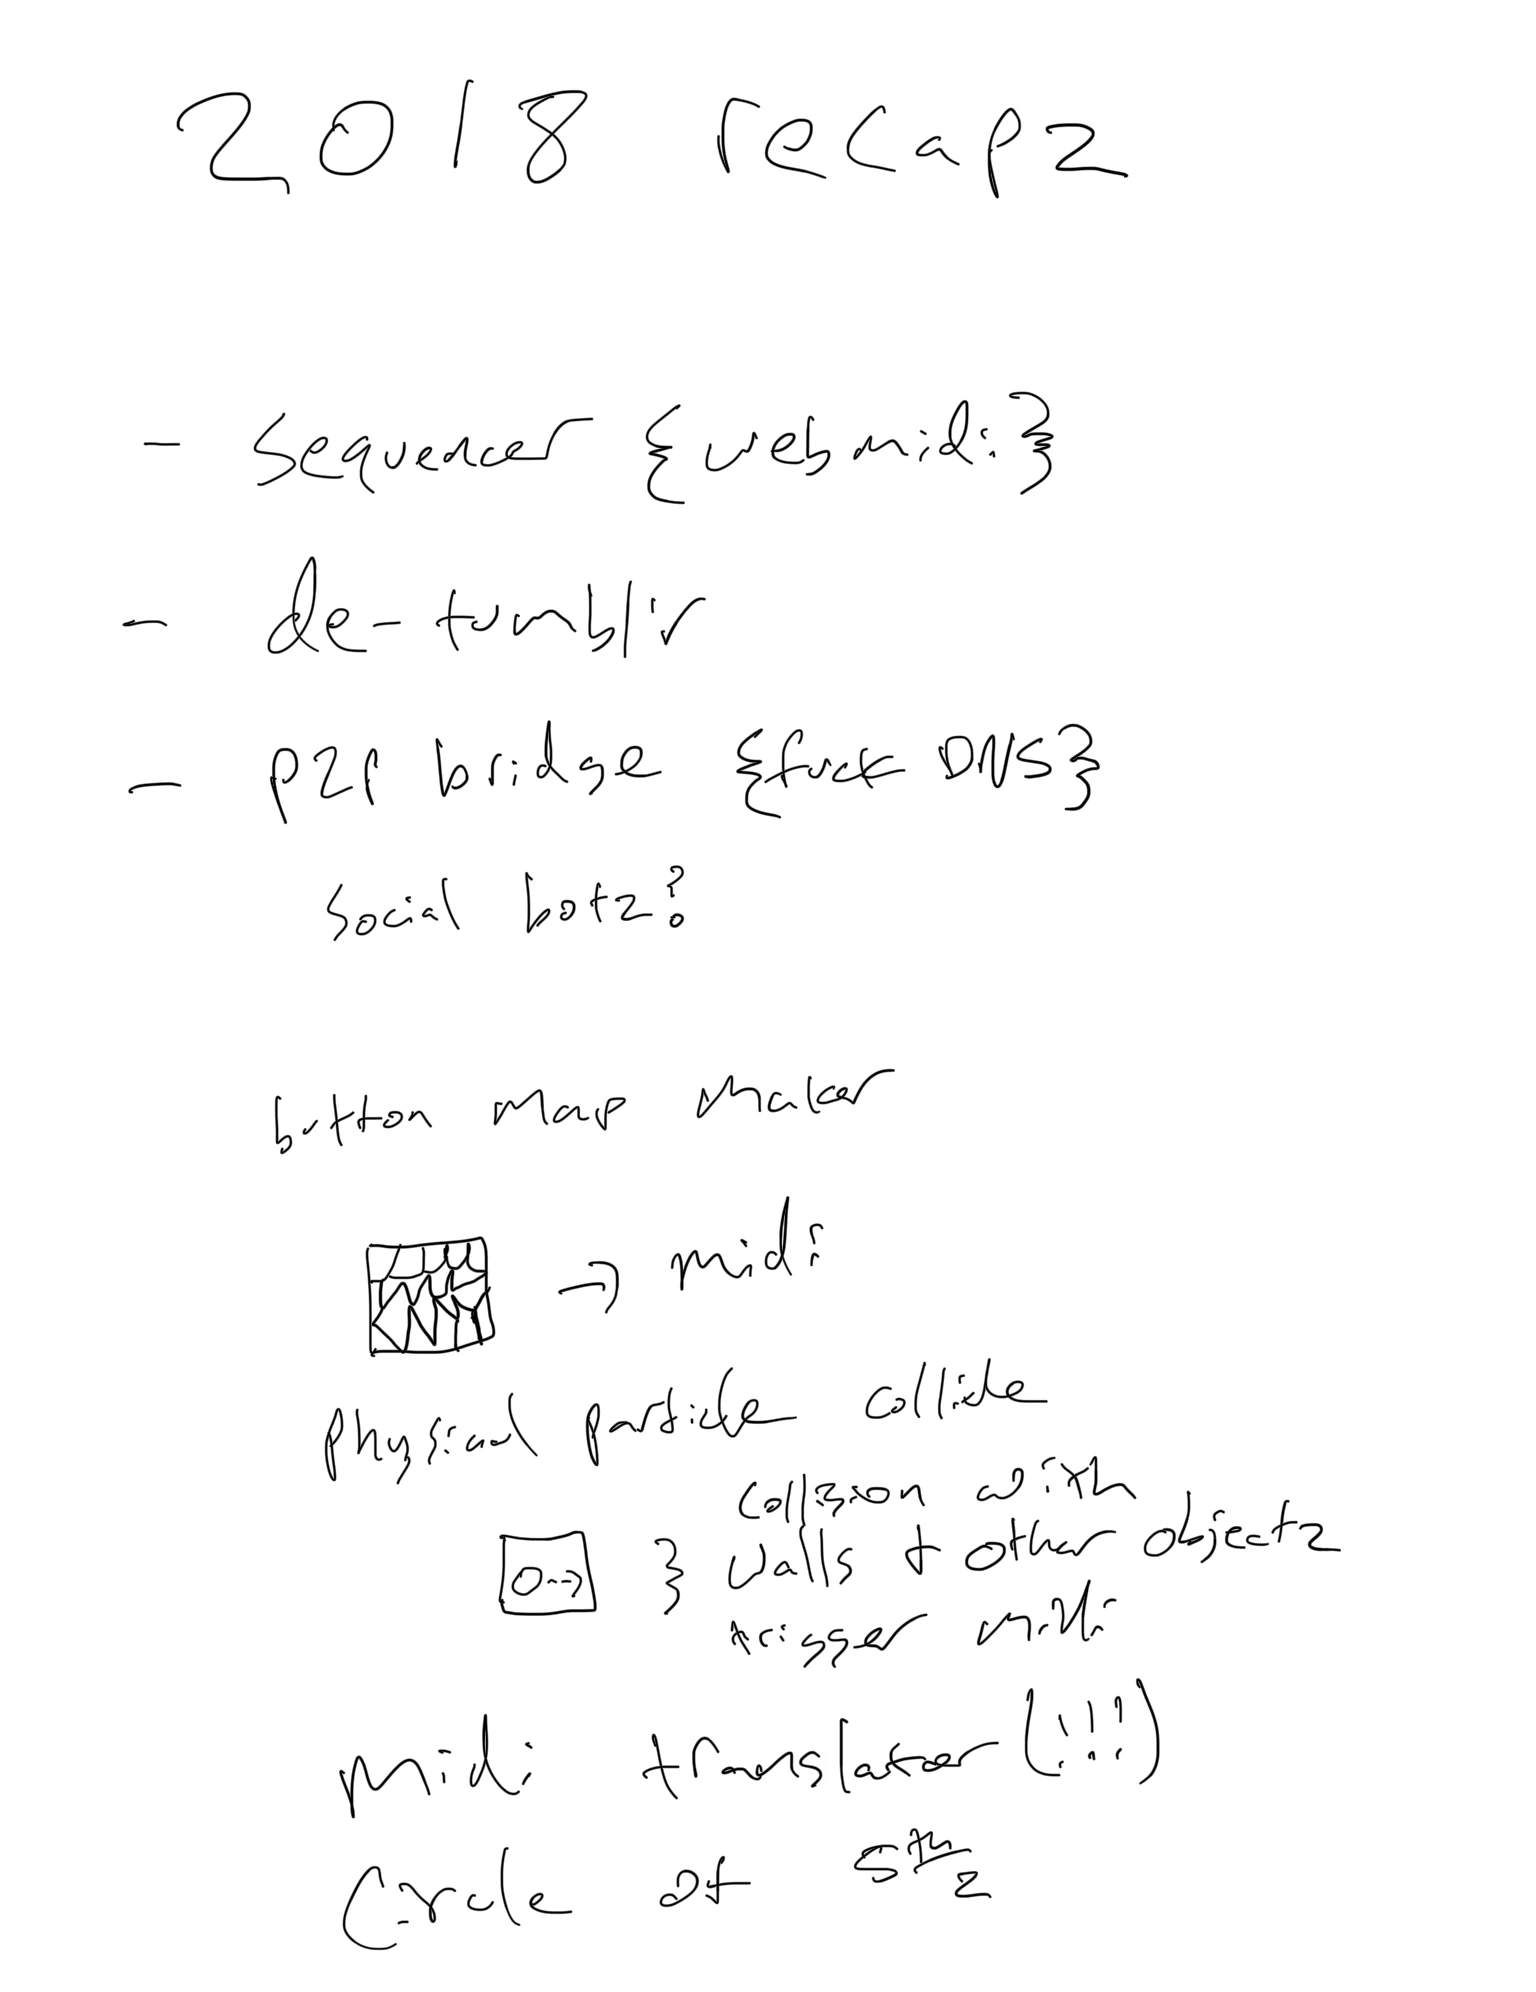 2018 recapz
- sequencer {webmidi}
- de-tumblir
- p2p bridge {fuck DNS}
social botz?
button map maker
→ midi
physical particle collide
collision with
} walls + other objectz
trigger midi
midi translator (!!!)
Circle of 5thz